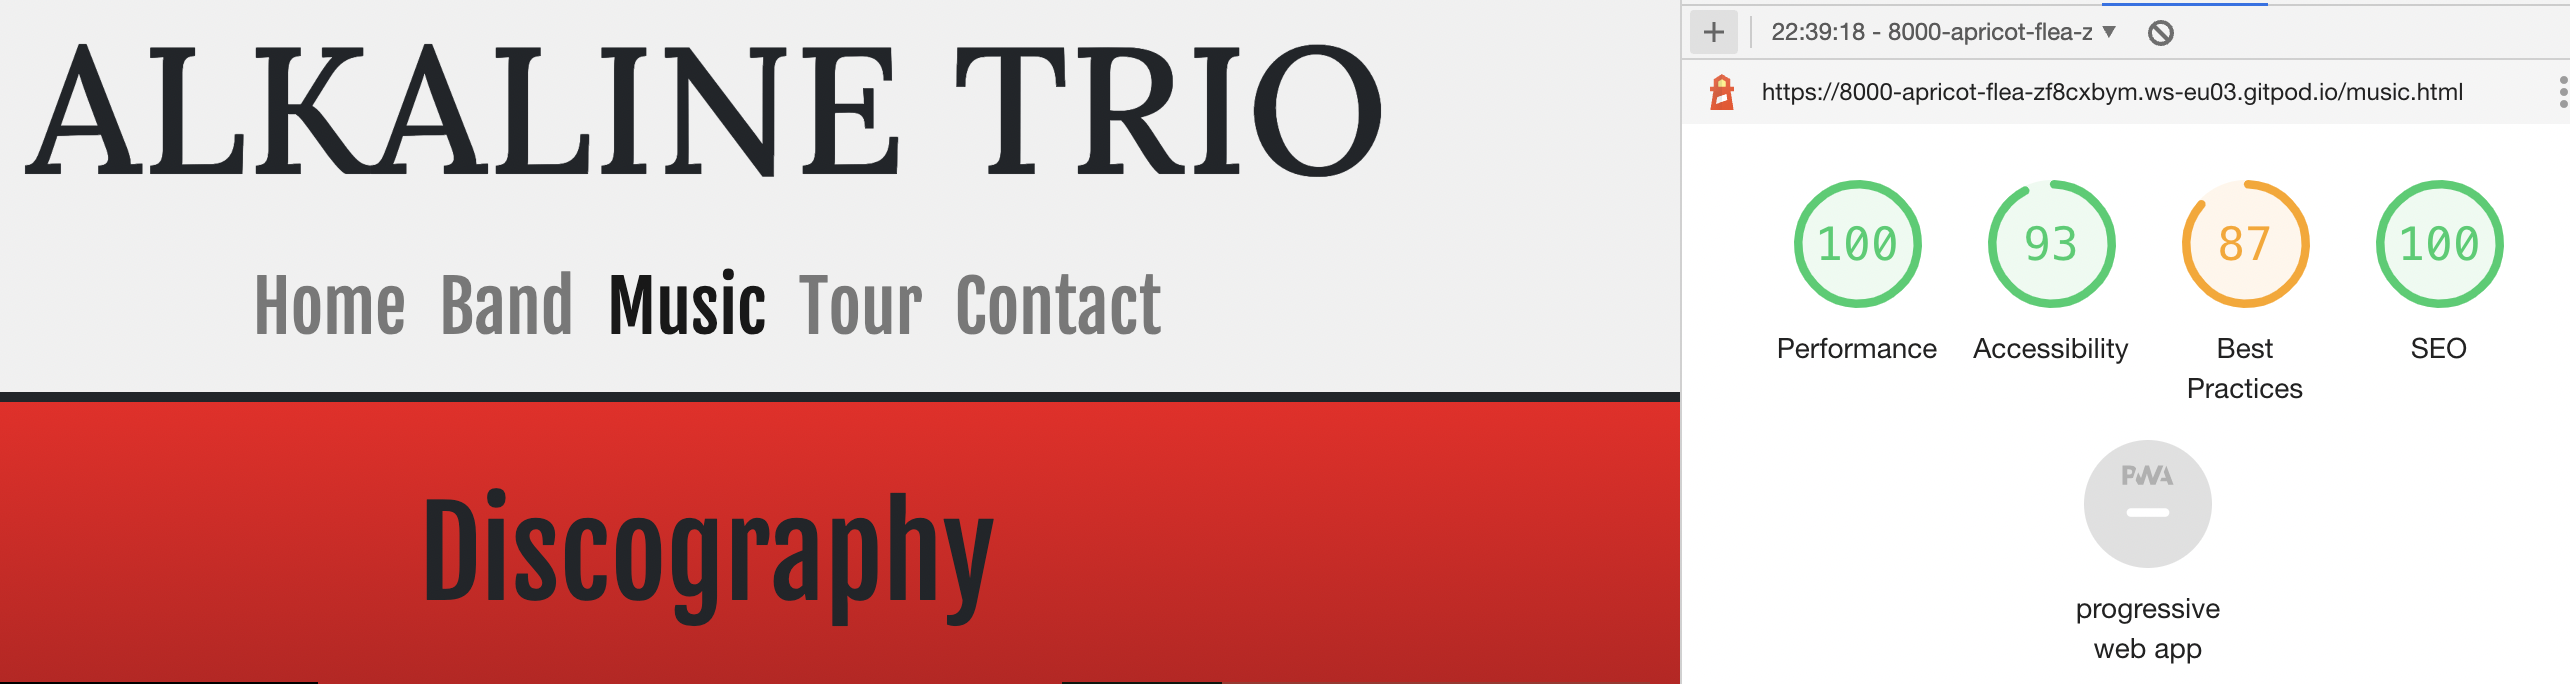 ALKALINE TRIO
Home Band Music Tour Contact
Discography
22:39:18 - 8000-apricot-flea-z
https://8000-apricot-flea-zf8cxbym.ws-eu03.gitpod.io/music.html
100 93 87 100
Performance Accessibility Best Practices SEO
PWA
progressive
web app